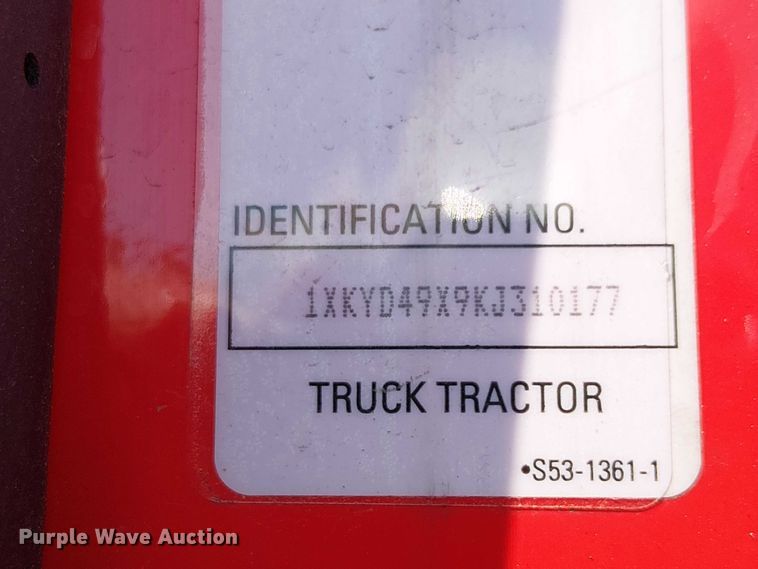 IDENTIFICATION NO.
1XKYD49X9KJ310177
TRUCK TRACTOR
•S53-1361-1
Purple Wave Auction